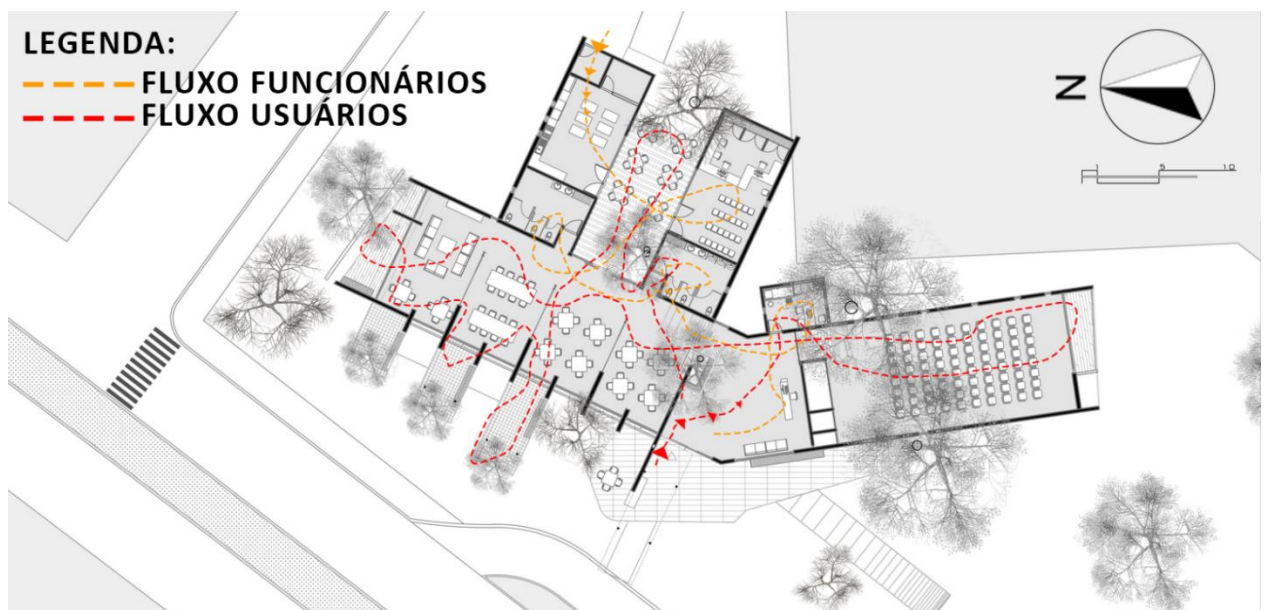 LEGENDA:
FLUXO FUNCIONÁRIOS
FLUXO USUÁRIOS
N
1 5 10